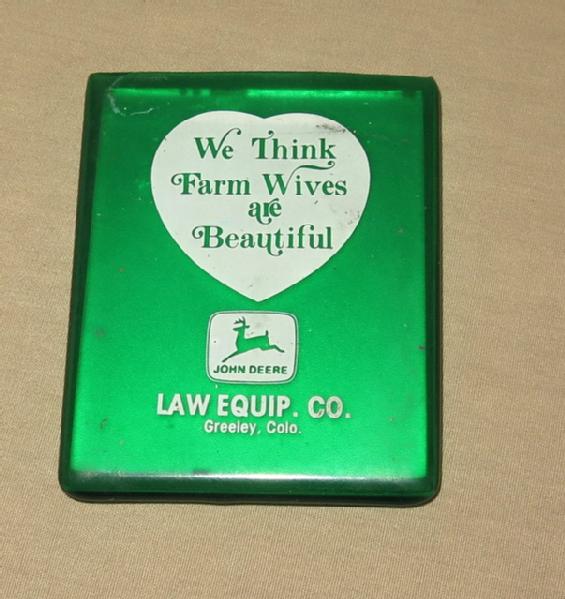 We Think
Farm Wives
are
Beautiful
JOHN DEERE
LAW EQUIP. CO.
Greeley, Colo.